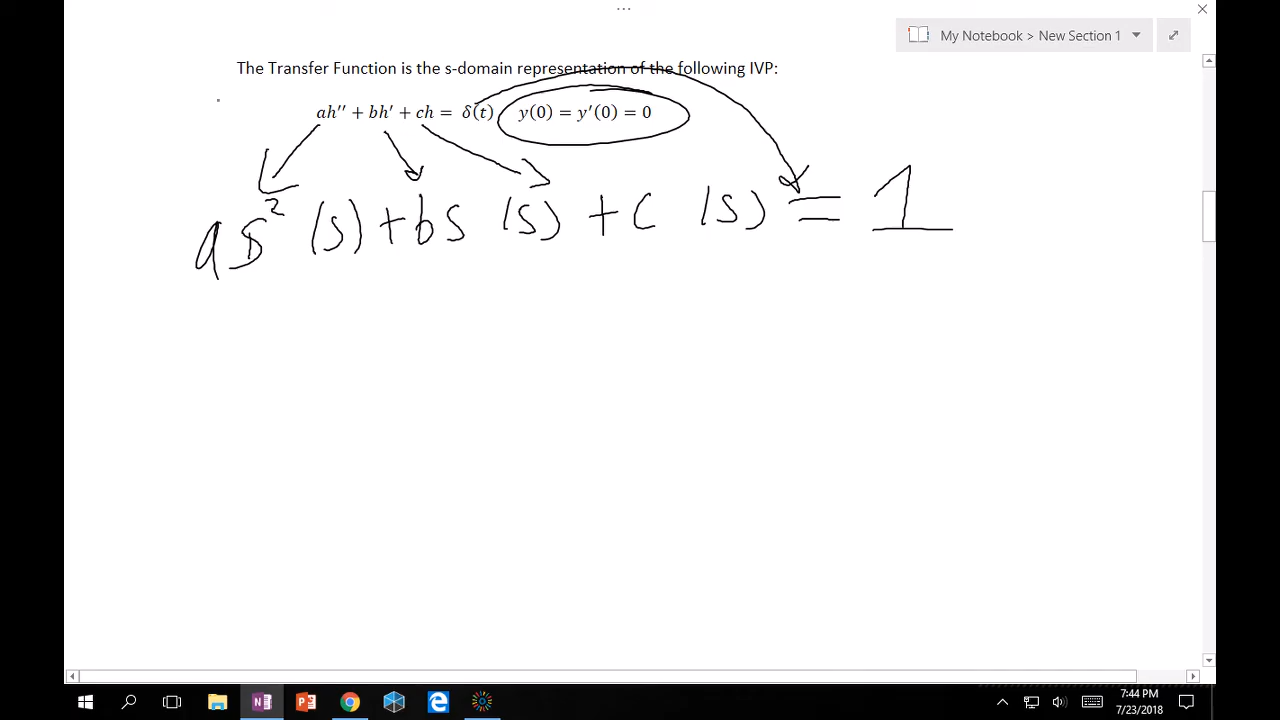 ...
My Notebook > New Section 1
The Transfer Function is the s-domain representation of the following IVP:
ah′′ + bh′ + ch = δ(t) y(0) = y′(0) = 0
as² (s) + bs (s) + c (s) = 1
7:44 PM
7/23/2018